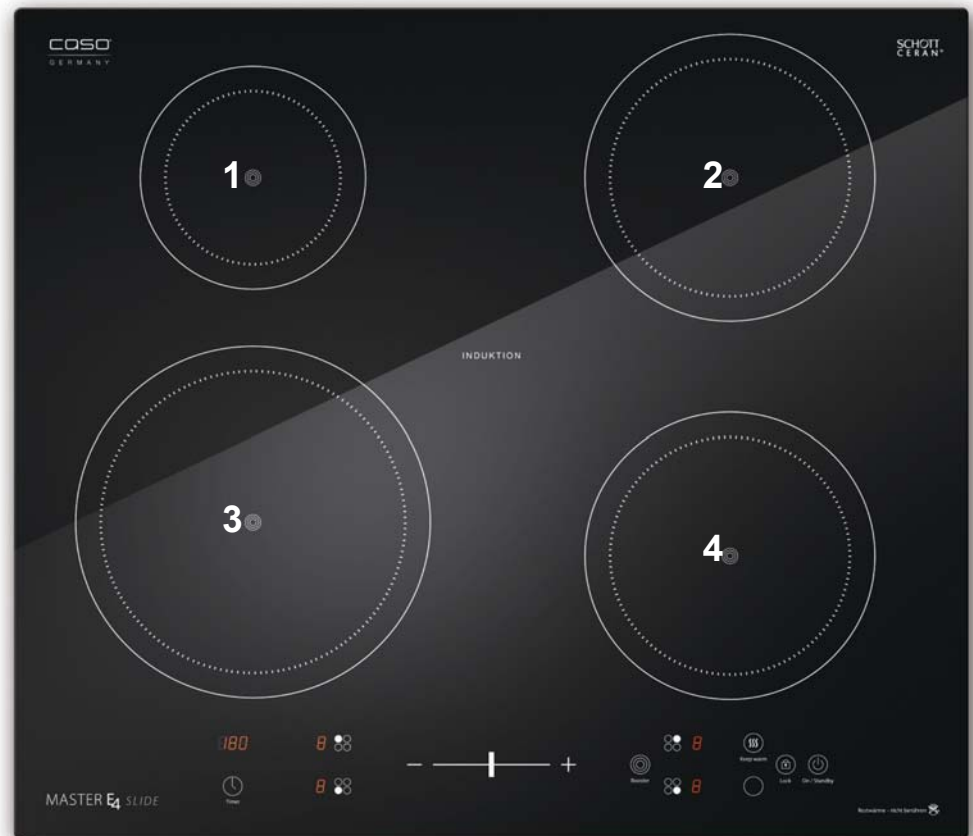 caso
GERMANY
SCHOTT
CERAN®
1
2
INDUKTION
3
4
180
8
8
8
8
Keep warm
Timer
Booster
Lock
On / Standby
MASTER E4 SLIDE
Restwärme - nicht berühren